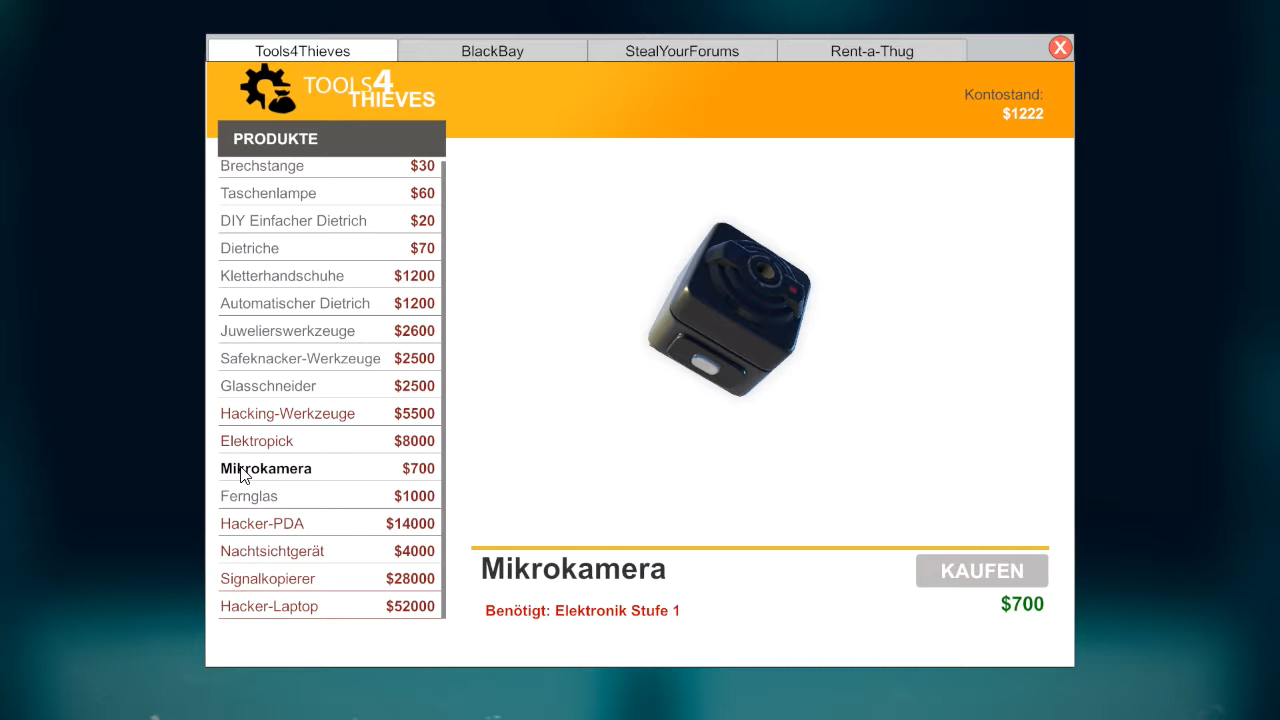 Tools4Thieves
BlackBay
StealYourForums
Rent-a-Thug
X
TOOLS4
THIEVES
Kontostand:
$1222
PRODUKTE
Brechstange $30
Taschenlampe $60
DIY Einfacher Dietrich $20
Dietriche $70
Kletterhandschuhe $1200
Automatischer Dietrich $1200
Juwelierswerkzeuge $2600
Safeknacker-Werkzeuge $2500
Glasschneider $2500
Hacking-Werkzeuge $5500
Elektropick $8000
Mikrokamera $700
Fernglas $1000
Hacker-PDA $14000
Nachtsichtgerät $4000
Signalkopierer $28000
Hacker-Laptop $52000
Mikrokamera
KAUFEN
Benötigt: Elektronik Stufe 1
$700